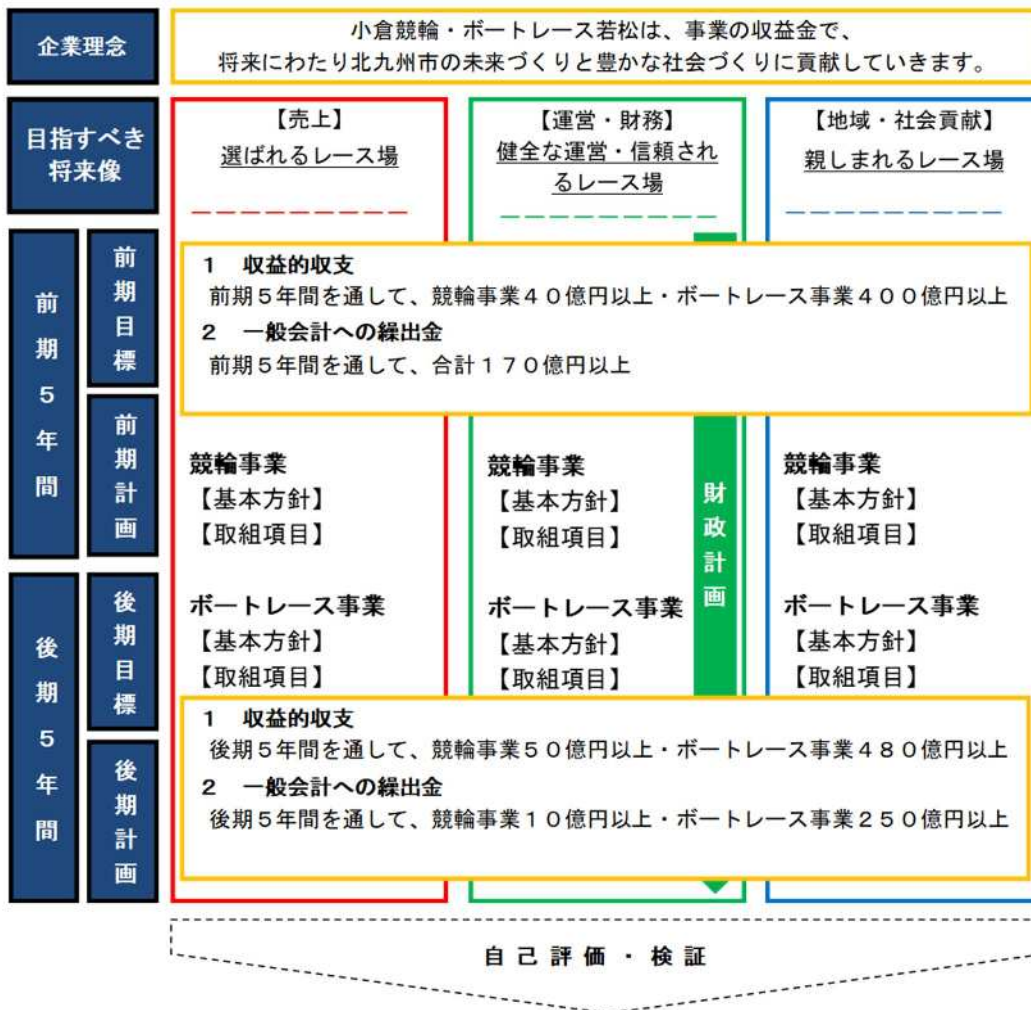 企業理念
小倉競輪・ボートレース若松は、事業の収益金で、
将来にわたり北九州市の未来づくりと豊かな社会づくりに貢献していきます。
目指すべき
将来像
【売上】
選ばれるレース場
【運営・財務】
健全な運営・信頼され
るレース場
【地域・社会貢献】
親しまれるレース場
前期5年間
前期目標
1 収益的収支
前期5年間を通して、競輪事業40億円以上・ボートレース事業400億円以上
2 一般会計への繰出金
前期5年間を通して、合計170億円以上
前期計画
競輪事業
【基本方針】
【取組項目】
ボートレース事業
【基本方針】
【取組項目】
競輪事業
【基本方針】
【取組項目】
ボートレース事業
【基本方針】
【取組項目】
財政計画
競輪事業
【基本方針】
【取組項目】
ボートレース事業
【基本方針】
【取組項目】
後期5年間
後期目標
後期計画
1 収益的収支
後期5年間を通して、競輪事業50億円以上・ボートレース事業480億円以上
2 一般会計への繰出金
後期5年間を通して、競輪事業10億円以上・ボートレース事業250億円以上
自己評価・検証